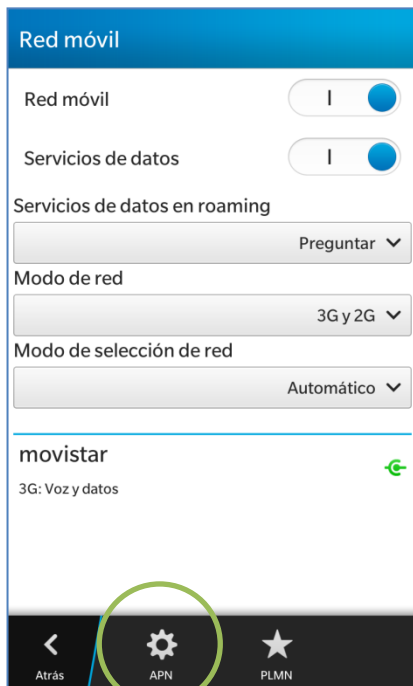 Red móvil
Red móvil
Servicios de datos
Servicios de datos en roaming
Preguntar
Modo de red
3G y 2G
Modo de selección de red
Automático
movistar
3G: Voz y datos
Atrás APN PLMN